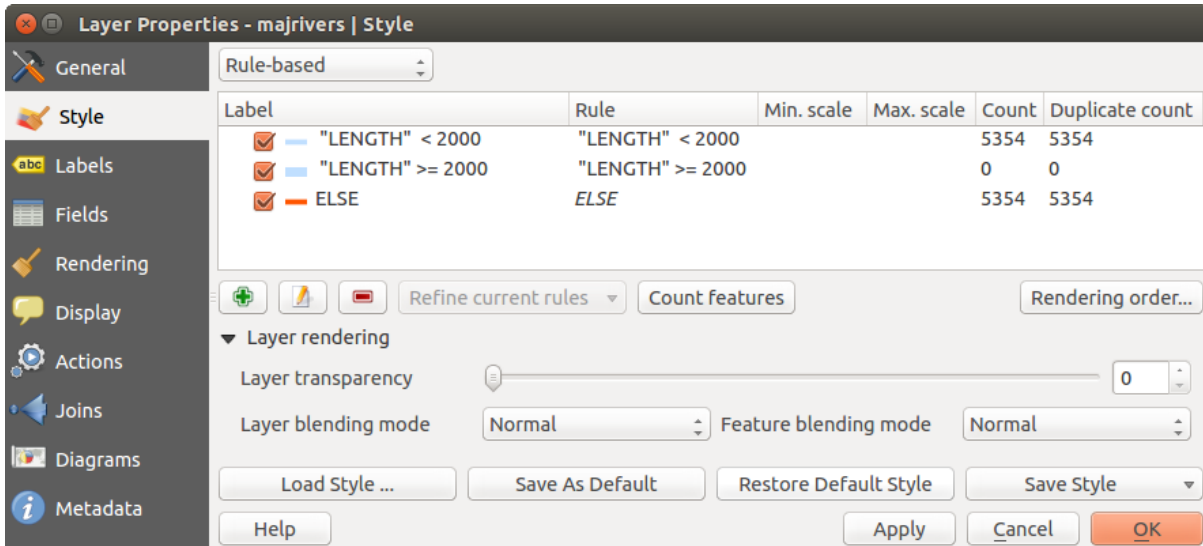 Layer Properties - majrivers | Style
General
Style
abc Labels
Fields
Rendering
Display
Actions
Joins
Diagrams
i Metadata
Rule-based
Label Rule Min. scale Max. scale Count Duplicate count
"LENGTH" < 2000 "LENGTH" < 2000 5354 5354
"LENGTH" >= 2000 "LENGTH" >= 2000 0 0
ELSE ELSE 5354 5354
Refine current rules Count features Rendering order...
Layer rendering
Layer transparency 0
Layer blending mode Normal Feature blending mode Normal
Load Style ... Save As Default Restore Default Style Save Style
Help Apply Cancel OK